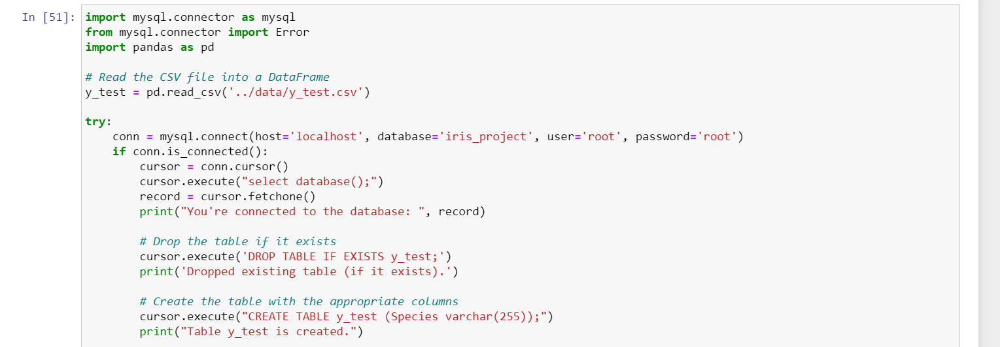 In [51]: import mysql.connector as mysql
from mysql.connector import Error
import pandas as pd
# Read the CSV file into a DataFrame
y_test = pd.read_csv('../data/y_test.csv')
try:
    conn = mysql.connect(host='localhost', database='iris_project', user='root', password='root')
    if conn.is_connected():
        cursor = conn.cursor()
        cursor.execute("select database();")
        record = cursor.fetchone()
        print("You're connected to the database: ", record)
        # Drop the table if it exists
        cursor.execute('DROP TABLE IF EXISTS y_test;')
        print('Dropped existing table (if it exists).')
        # Create the table with the appropriate columns
        cursor.execute("CREATE TABLE y_test (Species varchar(255));")
        print("Table y_test is created.")